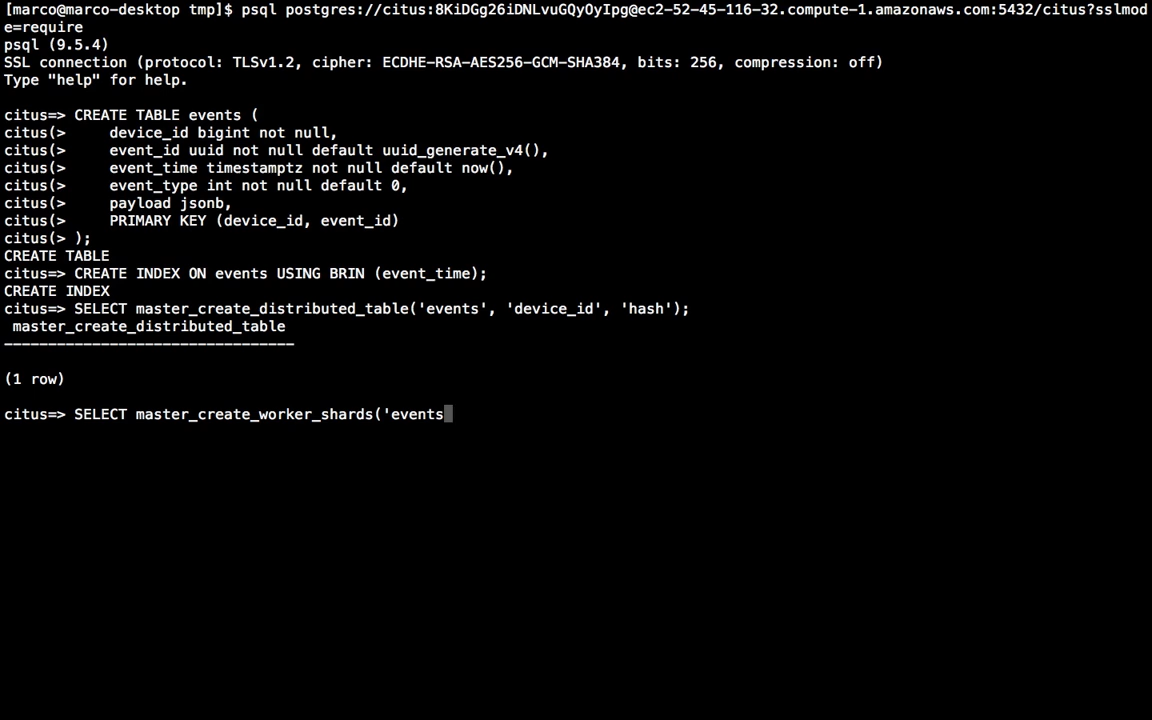 [marco@marco-desktop tmp]$ psql postgres://citus:8KiDGg26iDNLvuGQyOyIpg@ec2-52-45-116-32.compute-1.amazonaws.com:5432/citus?sslmod
e=require
psql (9.5.4)
SSL connection (protocol: TLSv1.2, cipher: ECDHE-RSA-AES256-GCM-SHA384, bits: 256, compression: off)
Type "help" for help.

citus=> CREATE TABLE events (
citus(>     device_id bigint not null,
citus(>     event_id uuid not null default uuid_generate_v4(),
citus(>     event_time timestamptz not null default now(),
citus(>     event_type int not null default 0,
citus(>     payload jsonb,
citus(>     PRIMARY KEY (device_id, event_id)
citus(> );
CREATE TABLE
citus=> CREATE INDEX ON events USING BRIN (event_time);
CREATE INDEX
citus=> SELECT master_create_distributed_table('events', 'device_id', 'hash');
 master_create_distributed_table
---------------------------------

(1 row)

citus=> SELECT master_create_worker_shards('events